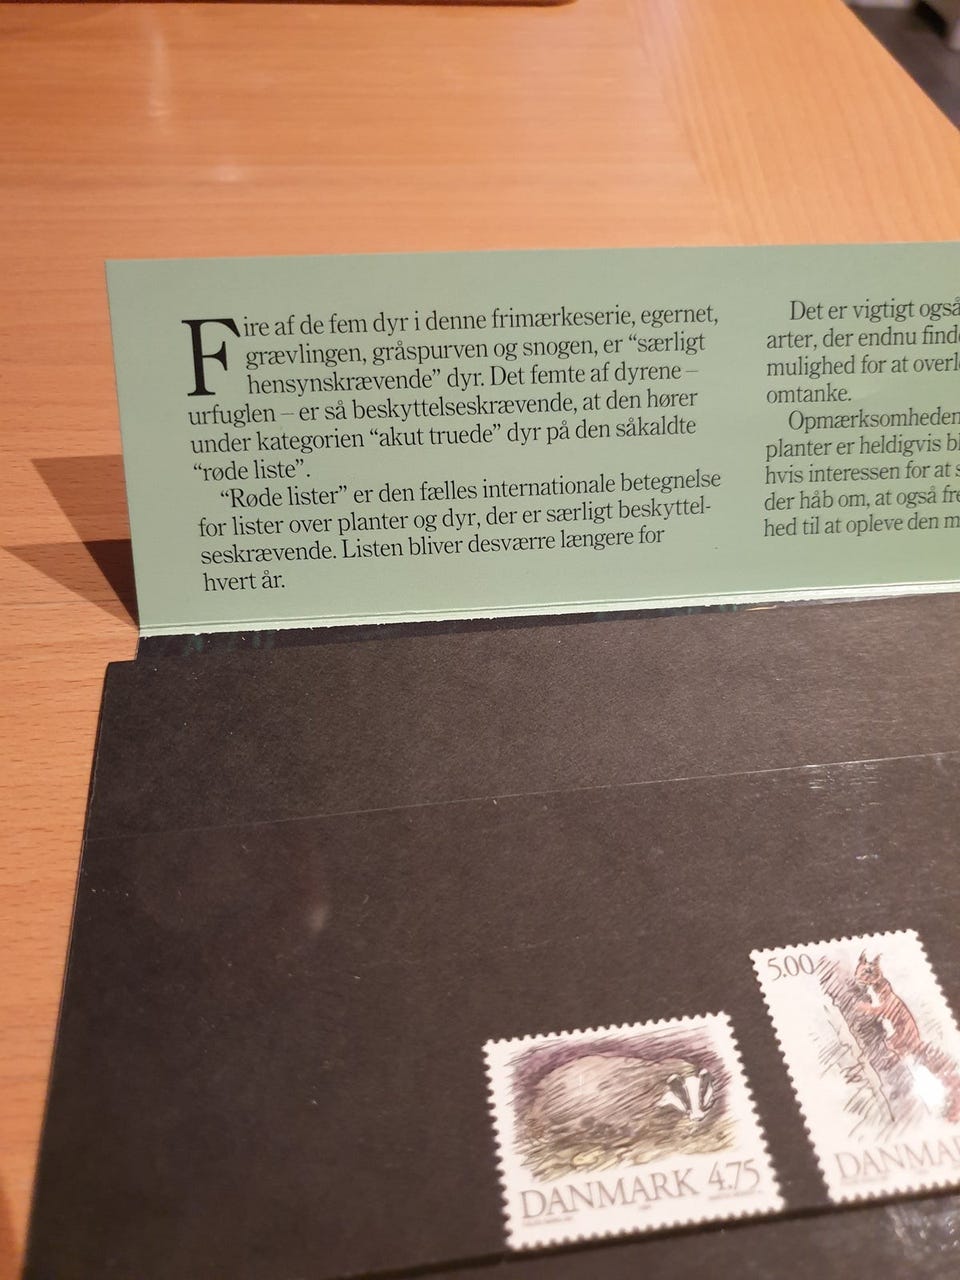 Fire af de fem dyr i denne frimærkeserie, egernet,
grævlingen, gråspurven og snogen, er “særligt
hensynskrævende” dyr. Det femte af dyrene –
urfuglen – er så beskyttelseskrævende, at den hører
under kategorien “akut truede” dyr på den såkaldte
“røde liste”.
“Røde lister” er den fælles internationale betegnelse
for lister over planter og dyr, der er særligt beskyttel-
seskrævende. Listen bliver desværre længere for
hvert år.
Det er vigtigt også
arter, der endnu find
mulighed for at overl
omtanke.
Opmærksomheden
planter er heldigvis bl
hvis interessen for at s
der håb om, at også fre
hed til at opleve den m
5.00
DANMAR
DANMARK 4.75